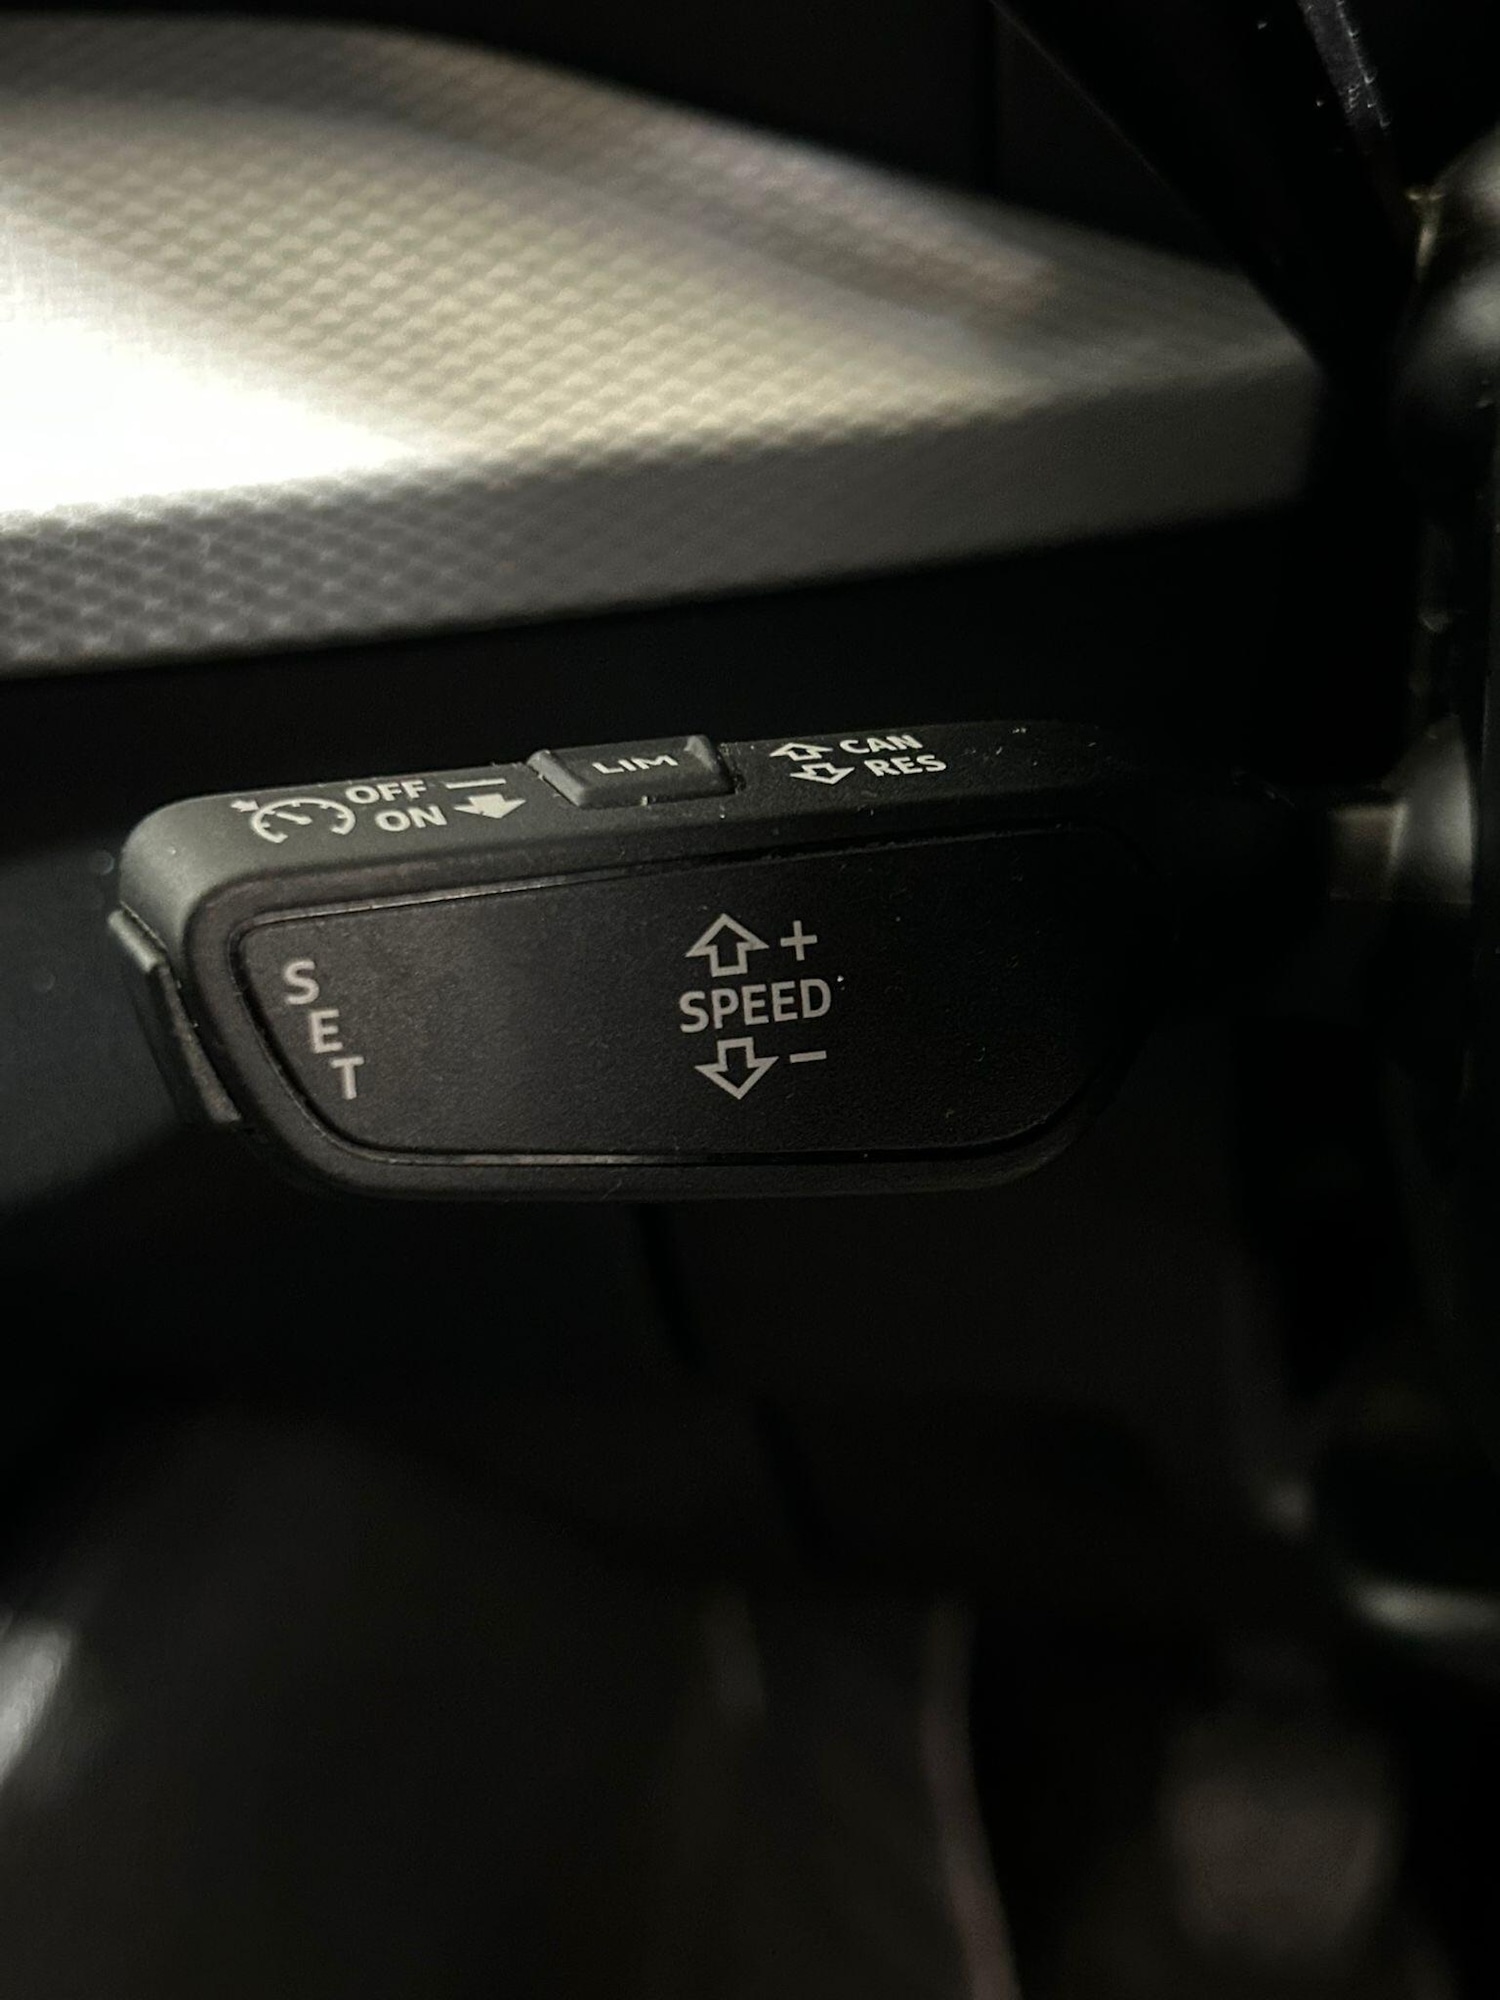 OFF
ON
LIM
CAN
RES
SET
+
SPEED
-